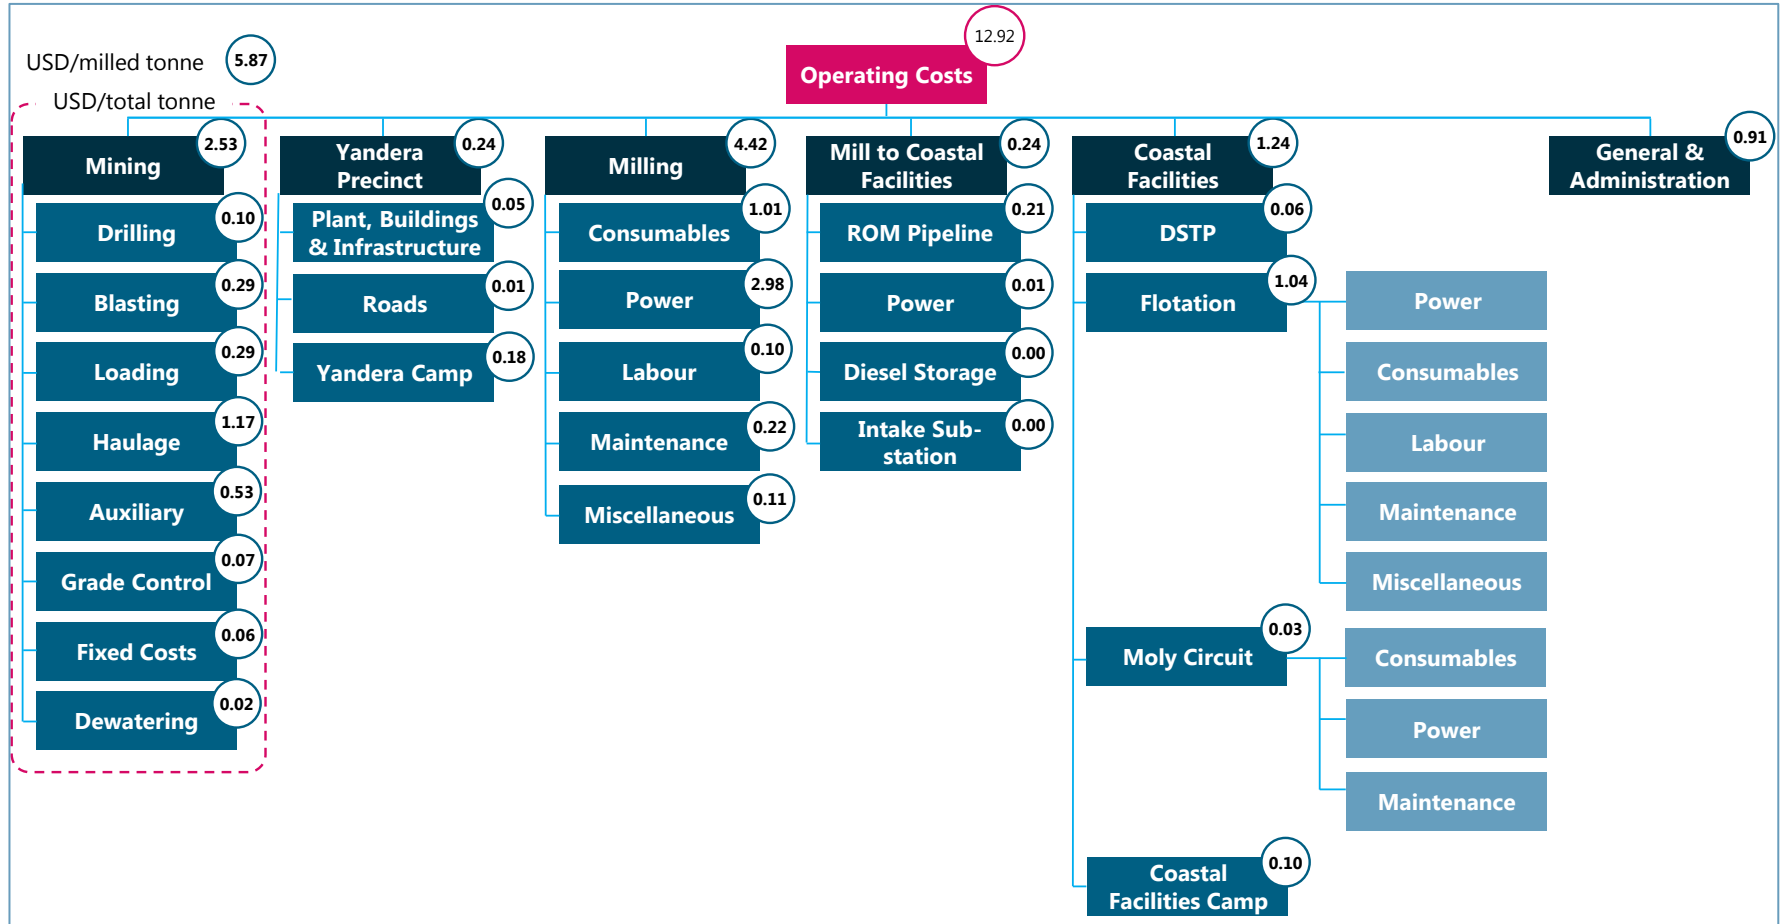 12.92
Operating Costs
USD/milled tonne
5.87
USD/total tonne
Mining
2.53
Drilling
0.10
Blasting
0.29
Loading
0.29
Haulage
1.17
Auxiliary
0.53
Grade Control
0.07
Fixed Costs
0.06
Dewatering
0.02
Yandera
Precinct
0.24
Plant, Buildings
& Infrastructure
0.05
Roads
0.01
Yandera Camp
0.18
Milling
4.42
Consumables
1.01
Power
2.98
Labour
0.10
Maintenance
0.22
Miscellaneous
0.11
Mill to Coastal
Facilities
0.24
ROM Pipeline
0.21
Power
0.01
Diesel Storage
0.00
Intake Sub-
station
0.00
Coastal
Facilities
1.24
DSTP
0.06
Flotation
1.04
Power
Consumables
Labour
Maintenance
Miscellaneous
Moly Circuit
0.03
Consumables
Power
Maintenance
Coastal
Facilities Camp
0.10
General &
Administration
0.91